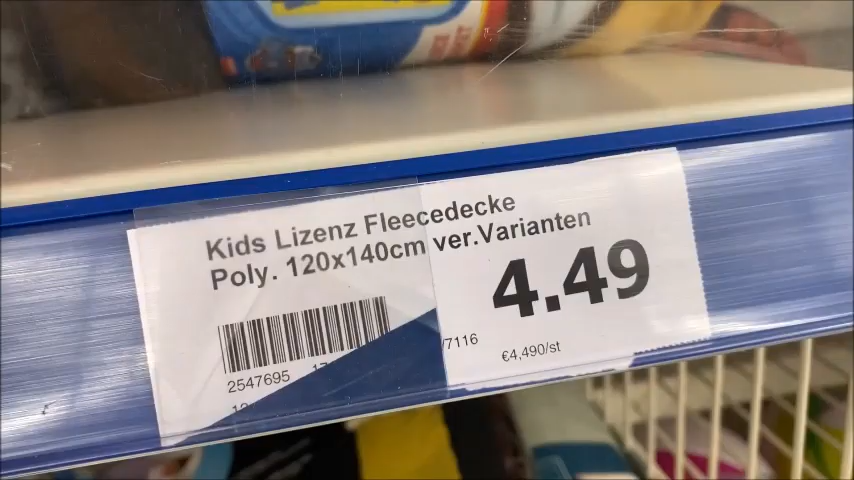 Kids Lizenz Fleecedecke
Poly. 120x140cm ver.Varianten
4.49
2547695
/7116
€4,490/st